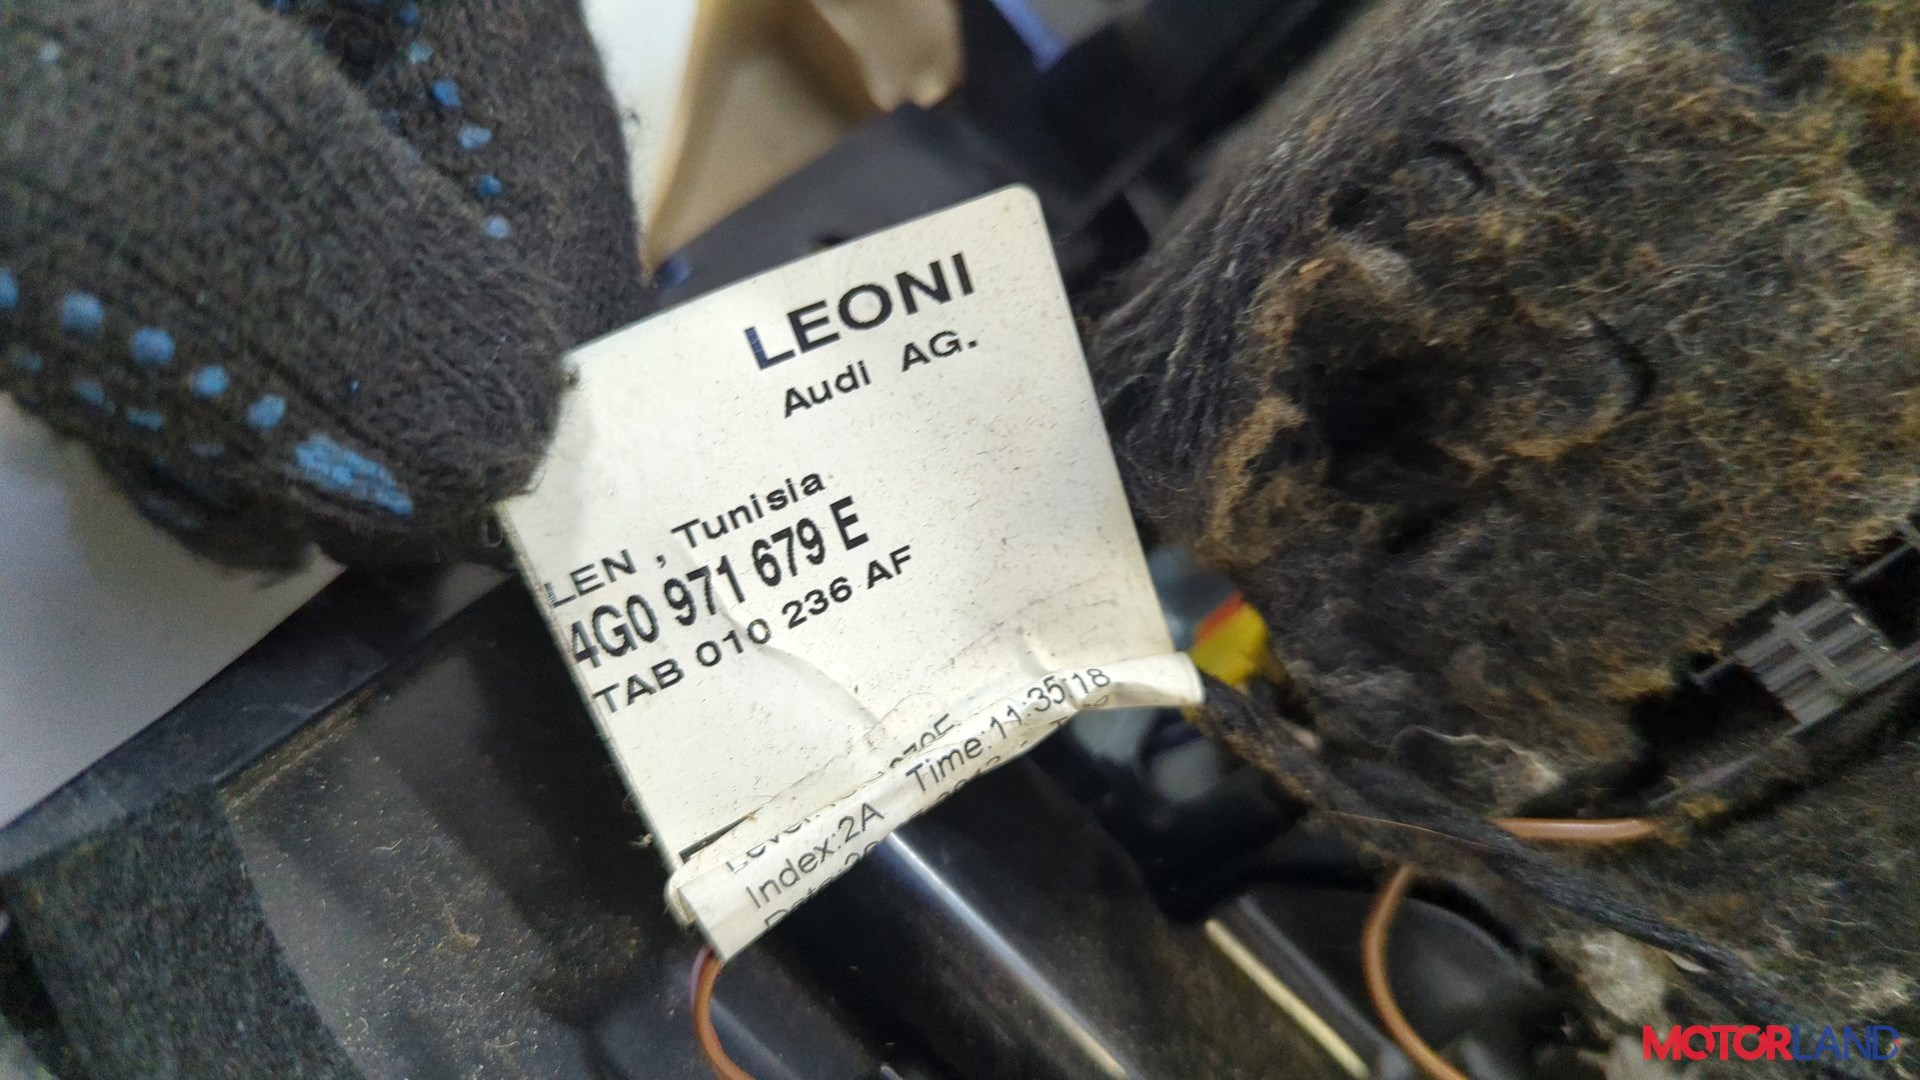 LEONI
Audi AG.
LEN , Tunisia
4G0 971 679 E
TAB 010 236 AF
Time:11:35:18
Index:2A
MOTORLAND